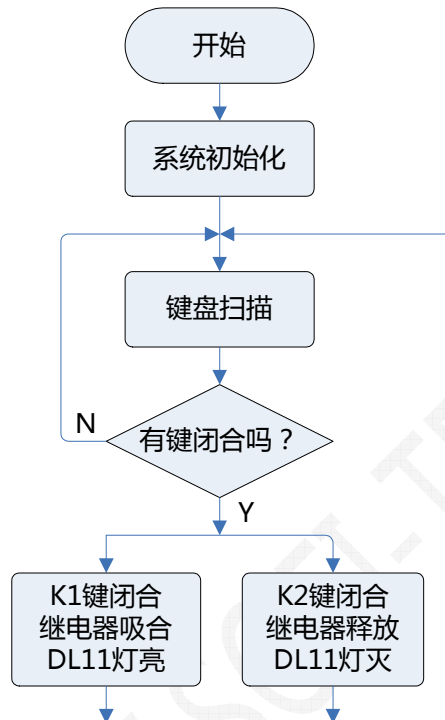 开始
系统初始化
键盘扫描
有键闭合吗？
N
Y
K1键闭合
继电器吸合
DL11灯亮
K2键闭合
继电器释放
DL11灯灭